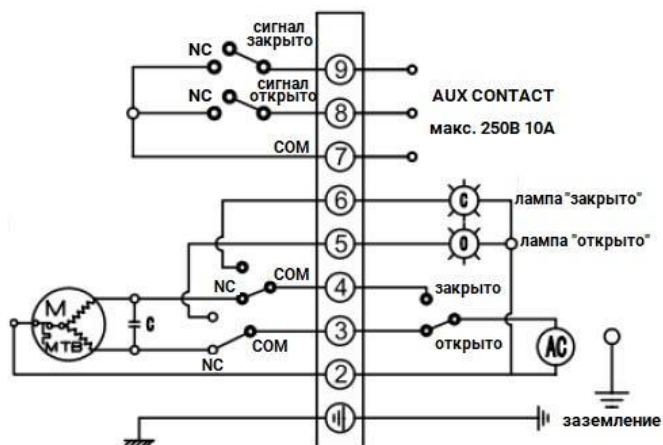 сигнал
закрыто
NC
9
сигнал
открыто
NC
8
AUX CONTACT
макс. 250В 10А
COM
7
6
C
лампа "закрыто"
5
O
лампа "открыто"
COM
NC
4
закрыто
M
C
МТВ
3
COM
открыто
AC
NC
2
заземление